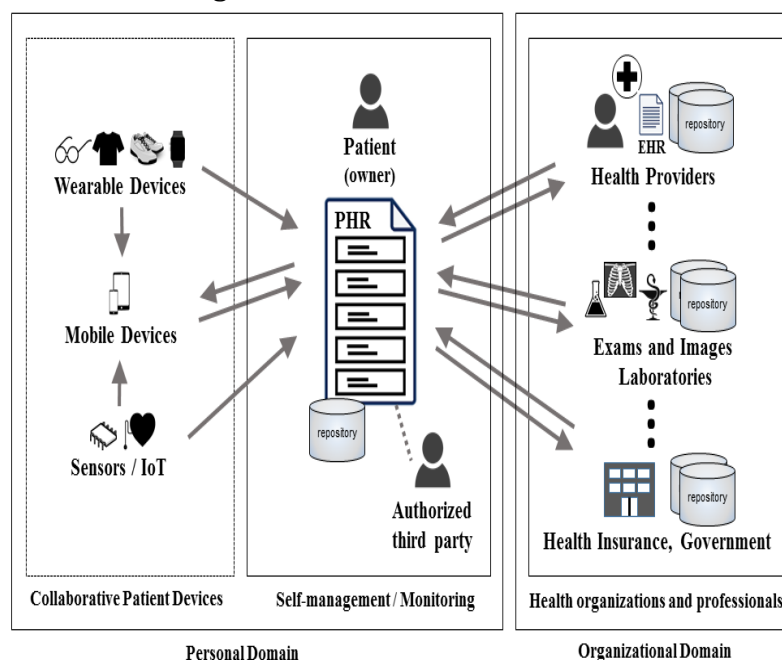 Wearable Devices
Mobile Devices
Sensors / IoT
Collaborative Patient Devices
Patient
(owner)
PHR
repository
Authorized
third party
Self-management / Monitoring
Personal Domain
EHR
repository
Health Providers
repository
Exams and Images
Laboratories
repository
Health Insurance, Government
Health organizations and professionals
Organizational Domain